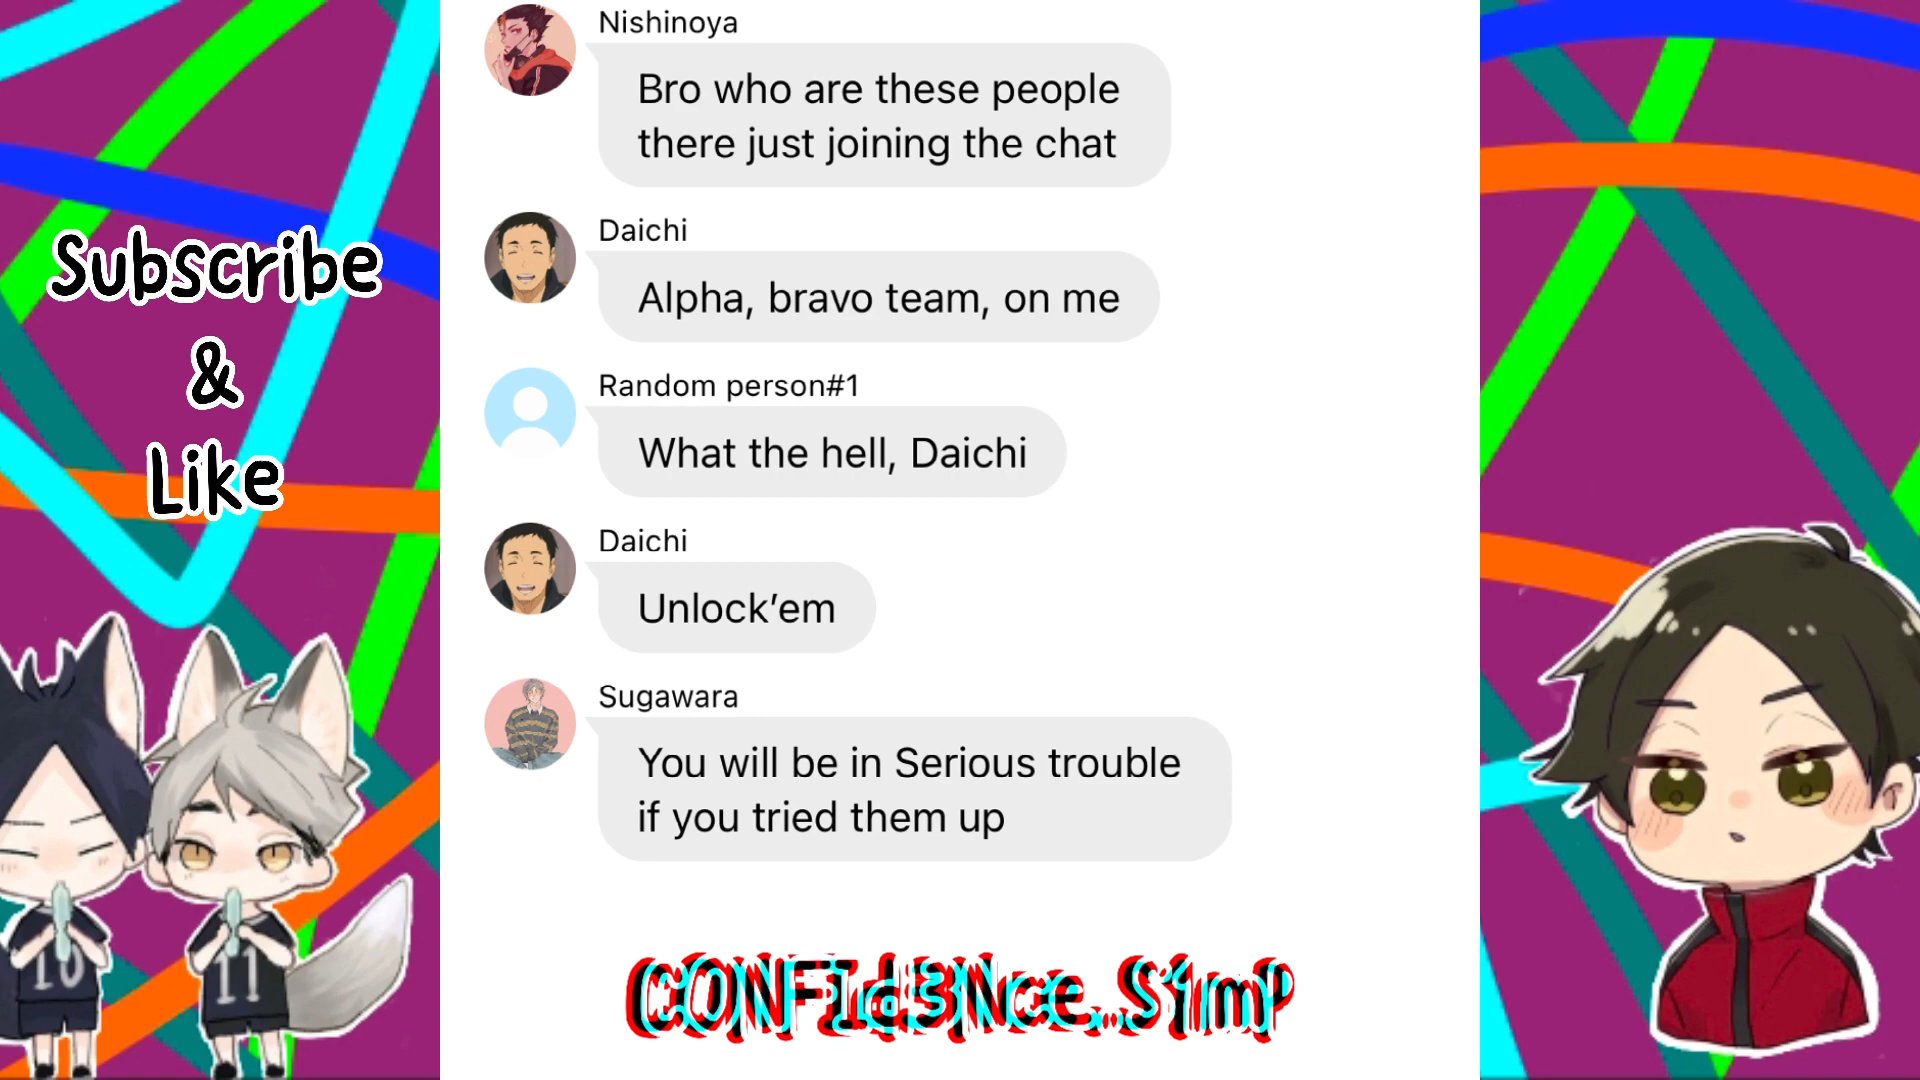 Subscribe
&
Like
Nishinoya
Bro who are these people
there just joining the chat
Daichi
Alpha, bravo team, on me
Random person#1
What the hell, Daichi
Daichi
Unlock’em
Sugawara
You will be in Serious trouble
if you tried them up
CONFId3Nce..S1mP
10
11